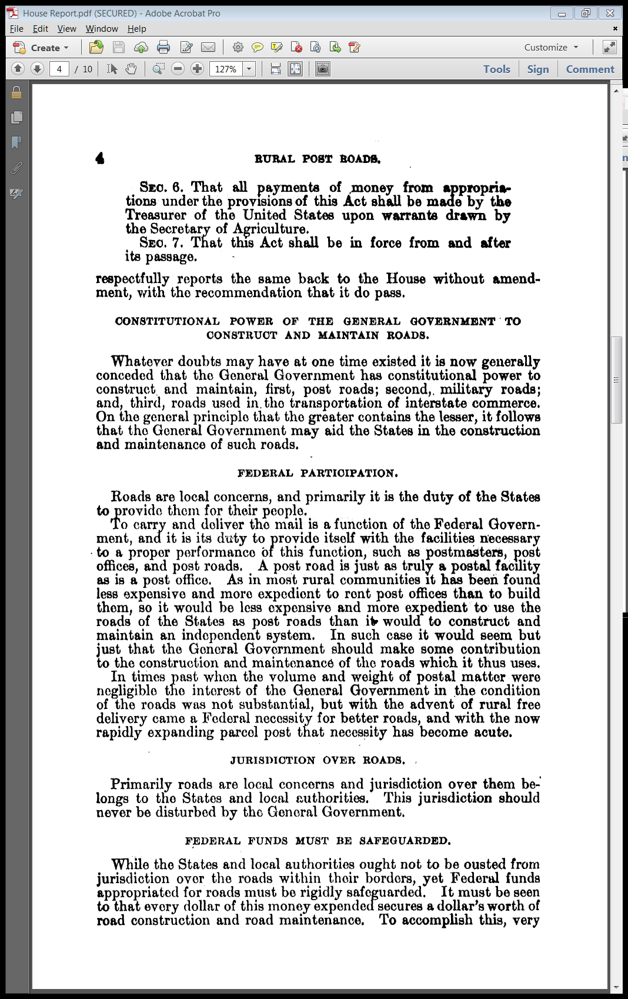 House Report.pdf (SECURED) - Adobe Acrobat Pro
File Edit View Window Help
Create Customize
4 / 10 127% Tools Sign Comment
4 RURAL POST ROADS.
SEC. 6. That all payments of money from appropria-
tions under the provisions of this Act shall be made by the
Treasurer of the United States upon warrants drawn by
the Secretary of Agriculture.
SEC. 7. That this Act shall be in force from and after
its passage.
respectfully reports the same back to the House without amend-
ment, with the recommendation that it do pass.
CONSTITUTIONAL POWER OF THE GENERAL GOVERNMENT TO
CONSTRUCT AND MAINTAIN ROADS.
Whatever doubts may have at one time existed it is now generally
conceded that the General Government has constitutional power to
construct and maintain, first, post roads; second, military roads;
and, third, roads used in the transportation of interstate commerce.
On the general principle that the greater contains the lesser, it follows
that the General Government may aid the States in the construction
and maintenance of such roads.
FEDERAL PARTICIPATION.
Roads are local concerns, and primarily it is the duty of the States
to provide them for their people.
To carry and deliver the mail is a function of the Federal Govern-
ment, and it is its duty to provide itself with the facilities necessary
to a proper performance of this function, such as postmasters, post
offices, and post roads. A post road is just as truly a postal facility
as is a post office. As in most rural communities it has been found
less expensive and more expedient to rent post offices than to build
them, so it would be less expensive and more expedient to use the
roads of the States as post roads than it would to construct and
maintain an independent system. In such case it would seem but
just that the General Government should make some contribution
to the construction and maintenance of the roads which it thus uses.
In times past when the volume and weight of postal matter were
negligible the interest of the General Government in the condition
of the roads was not substantial, but with the advent of rural free
delivery came a Federal necessity for better roads, and with the now
rapidly expanding parcel post that necessity has become acute.
JURISDICTION OVER ROADS.
Primarily roads are local concerns and jurisdiction over them be-
longs to the States and local authorities. This jurisdiction should
never be disturbed by the General Government.
FEDERAL FUNDS MUST BE SAFEGUARDED.
While the States and local authorities ought not to be ousted from
jurisdiction over the roads within their borders, yet Federal funds
appropriated for roads must be rigidly safeguarded. It must be seen
to that every dollar of this money expended secures a dollar's worth of
road construction and road maintenance. To accomplish this, very